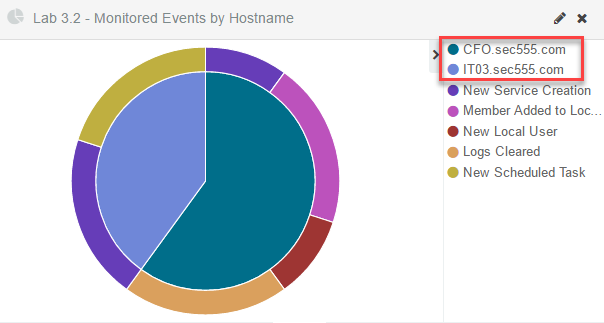 Lab 3.2 - Monitored Events by Hostname
CFO.sec555.com
IT03.sec555.com
New Service Creation
Member Added to Loc...
New Local User
Logs Cleared
New Scheduled Task